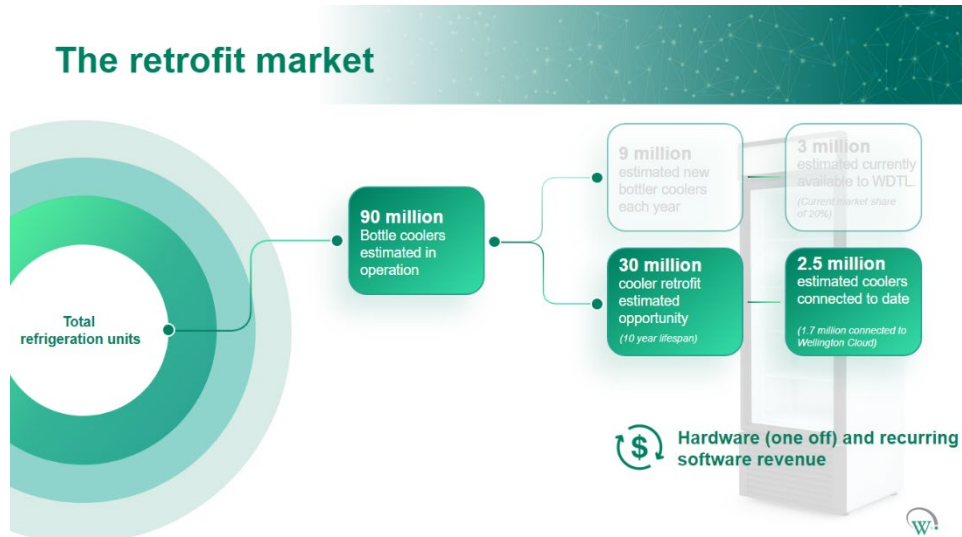 The retrofit market
Total
refrigeration units
90 million
Bottle coolers
estimated in
operation
9 million
estimated new
bottler coolers
each year
3 million
estimated currently
available to WDTL.
(Current market share
of 20%)
30 million
cooler retrofit
estimated
opportunity
(10 year lifespan)
2.5 million
estimated coolers
connected to date
(1.7 million connected to
Wellington Cloud)
$
Hardware (one off) and recurring
software revenue
W